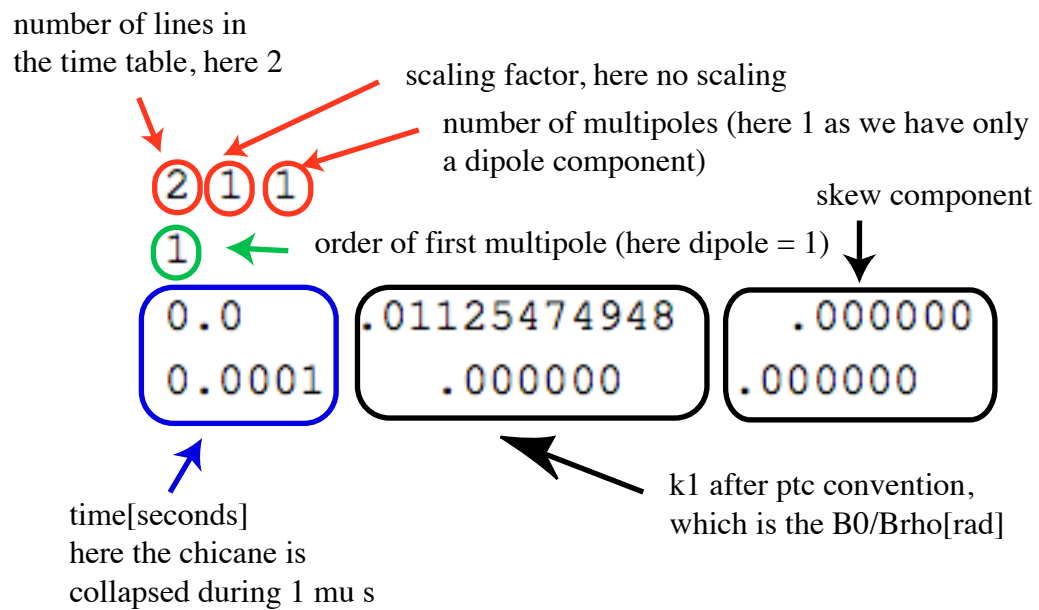 number of lines in
the time table, here 2
scaling factor, here no scaling
number of multipoles (here 1 as we have only
a dipole component)
2 1 1
skew component
1
order of first multipole (here dipole = 1)
0.0 .01125474948 .000000
0.0001 .000000 .000000
k1 after ptc convention,
which is the B0/Brho[rad]
time[seconds]
here the chicane is
collapsed during 1 mu s